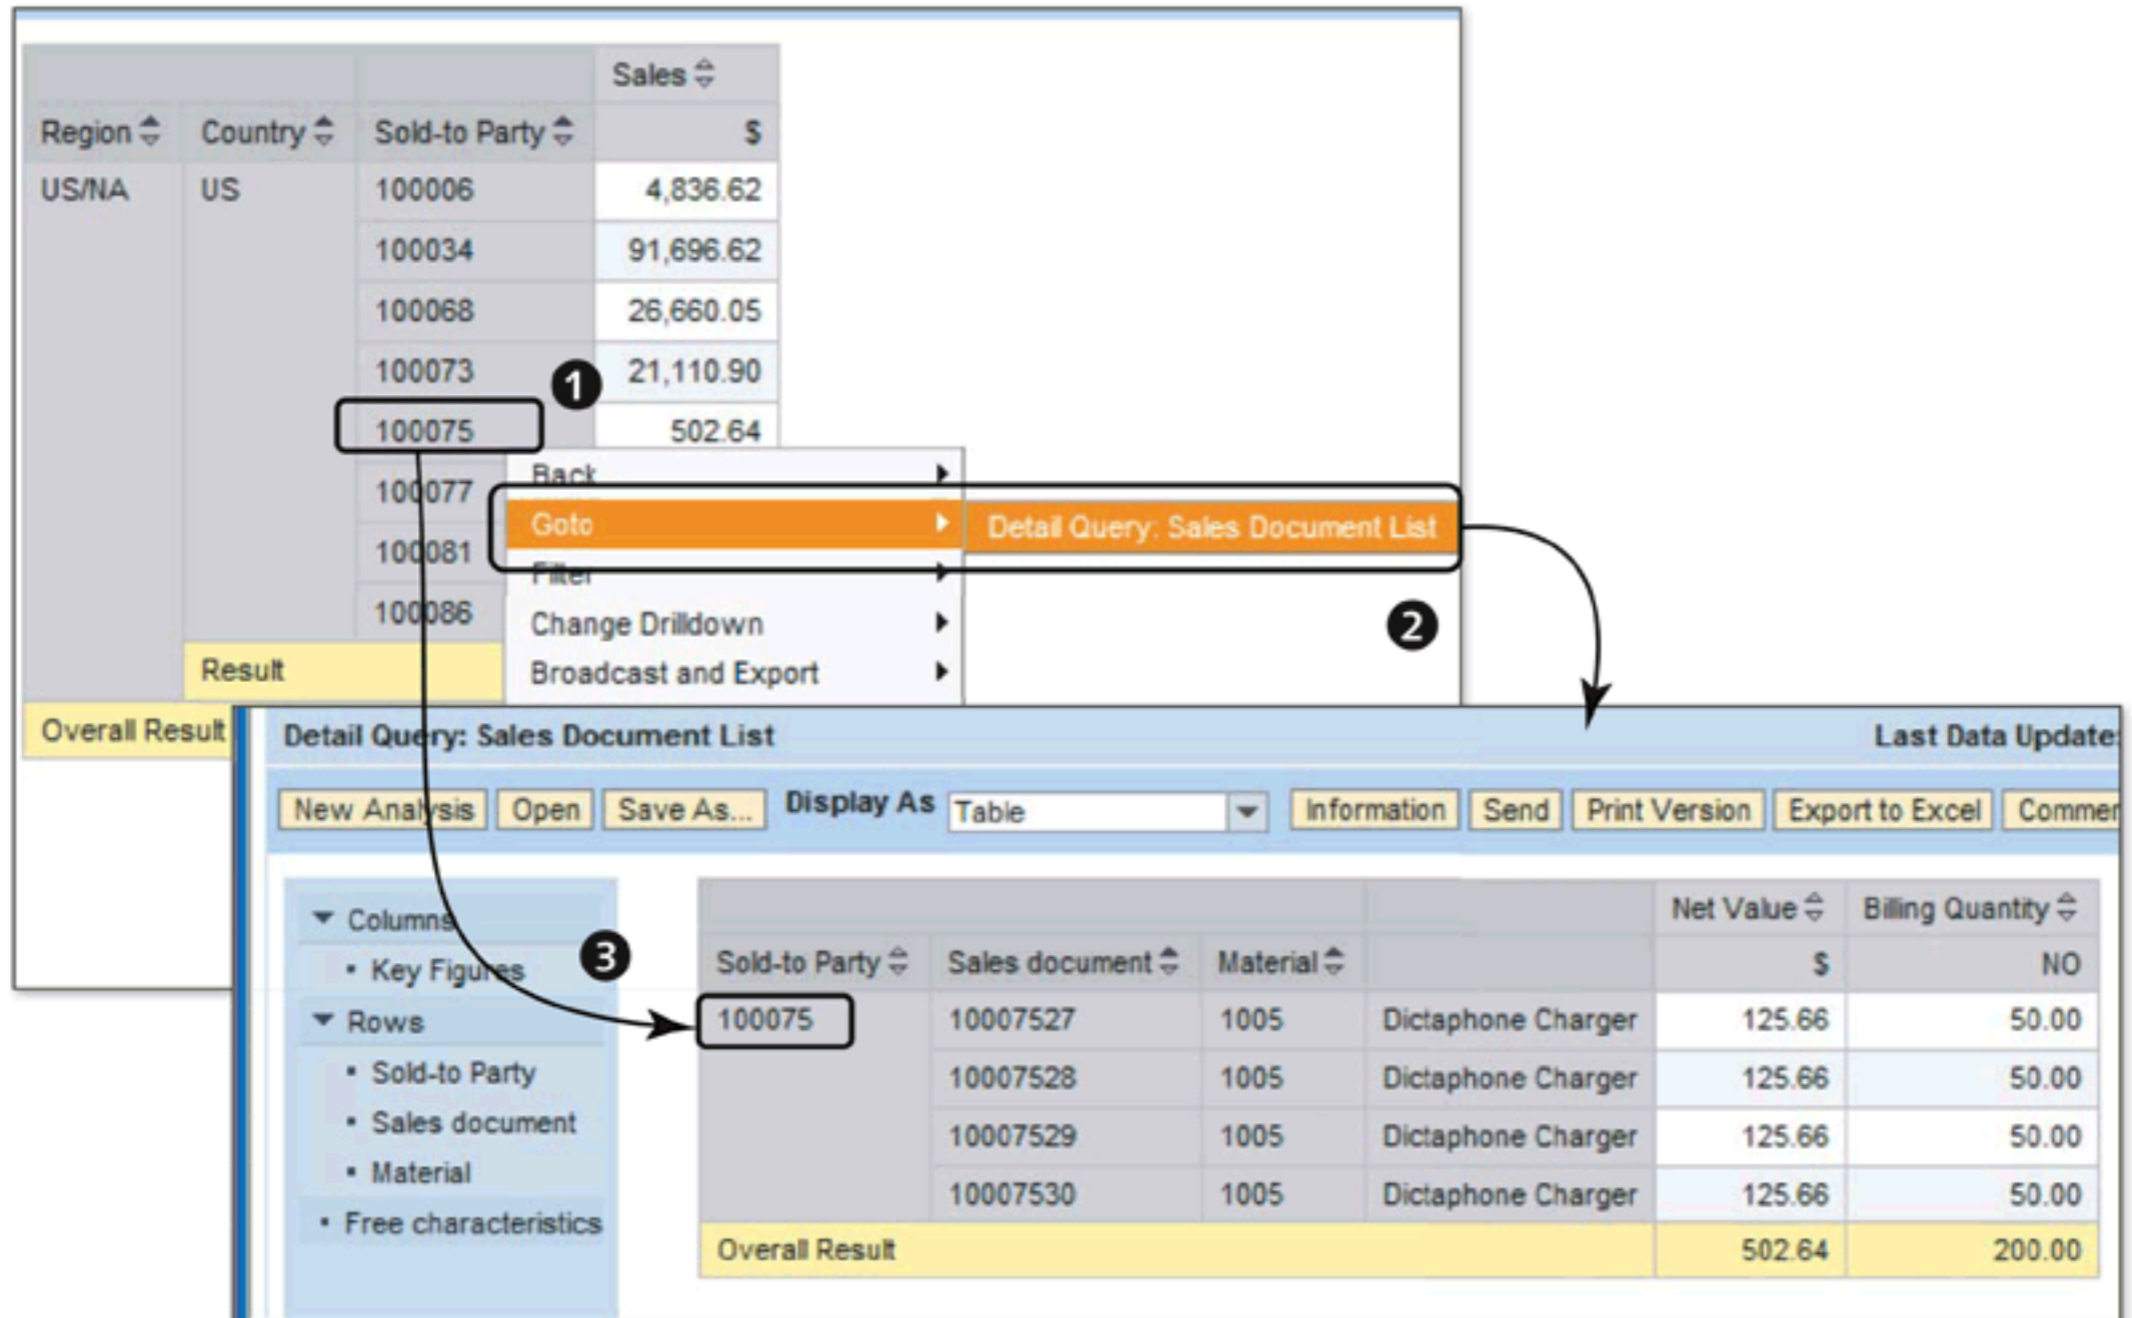 Sales
Region Country Sold-to Party $
US/NA US 100006 4,836.62
100034 91,696.62
100068 26,660.05
100073 21,110.90
1
100075 502.64
Back
100077
Goto Detail Query: Sales Document List
100081
Filter
100086
Change Drilldown
2
Result
Broadcast and Export
Overall Result
Detail Query: Sales Document List Last Data Update:
New Analysis Open Save As... Display As Table Information Send Print Version Export to Excel Commen
Columns
Key Figures
Rows
Sold-to Party
Sales document
Material
Free characteristics
3
Net Value Billing Quantity
Sold-to Party Sales document Material $ NO
100075 10007527 1005 Dictaphone Charger 125.66 50.00
10007528 1005 Dictaphone Charger 125.66 50.00
10007529 1005 Dictaphone Charger 125.66 50.00
10007530 1005 Dictaphone Charger 125.66 50.00
Overall Result 502.64 200.00